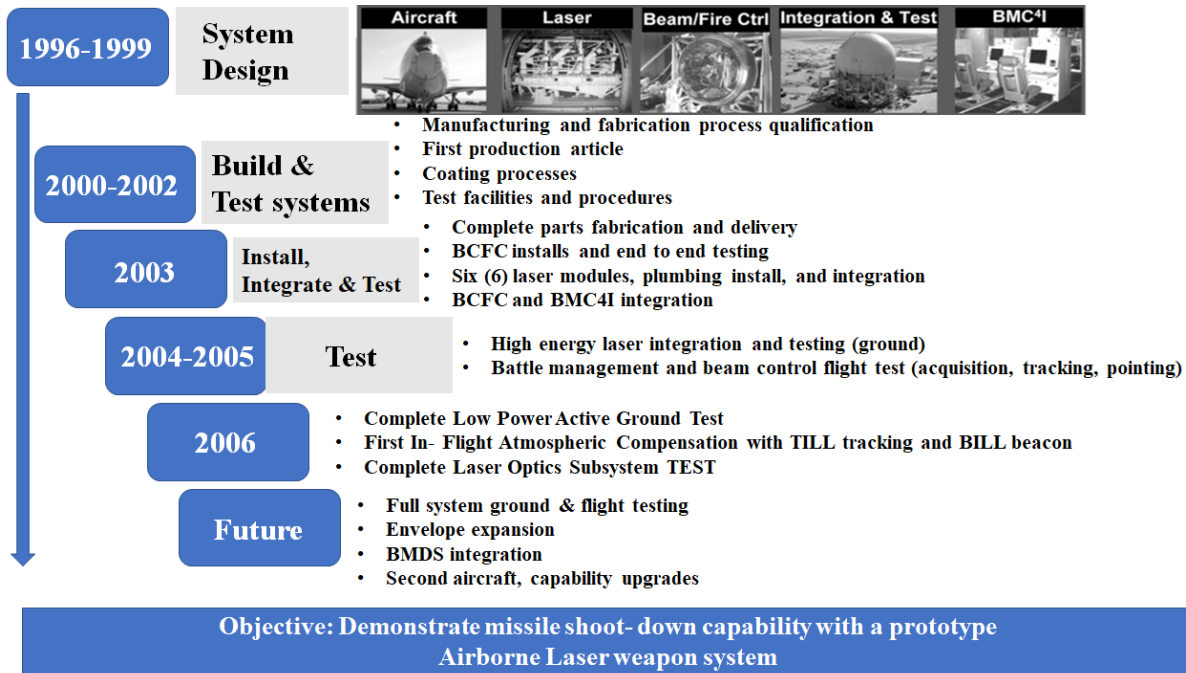 1996-1999
System
Design
Aircraft
Laser
Beam/Fire Ctrl
Integration & Test
BMC⁴I
• Manufacturing and fabrication process qualification
• First production article
• Coating processes
• Test facilities and procedures
2000-2002
Build &
Test systems
• Complete parts fabrication and delivery
• BCFC installs and end to end testing
• Six (6) laser modules, plumbing install, and integration
• BCFC and BMC4I integration
2003
Install,
Integrate & Test
2004-2005
Test
• High energy laser integration and testing (ground)
• Battle management and beam control flight test (acquisition, tracking, pointing)
2006
• Complete Low Power Active Ground Test
• First In- Flight Atmospheric Compensation with TILL tracking and BILL beacon
• Complete Laser Optics Subsystem TEST
Future
• Full system ground & flight testing
• Envelope expansion
• BMDS integration
• Second aircraft, capability upgrades
Objective: Demonstrate missile shoot- down capability with a prototype
Airborne Laser weapon system